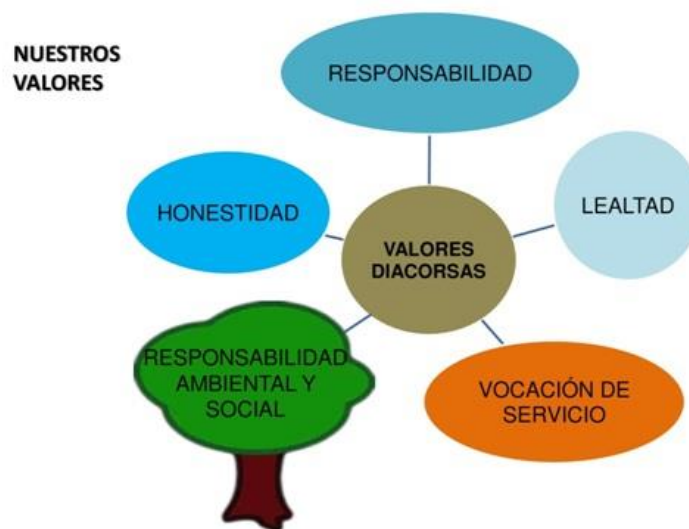 NUESTROS
VALORES
RESPONSABILIDAD
HONESTIDAD
LEALTAD
VALORES
DIACORSAS
RESPONSABILIDAD
AMBIENTAL Y
SOCIAL
VOCACIÓN DE
SERVICIO